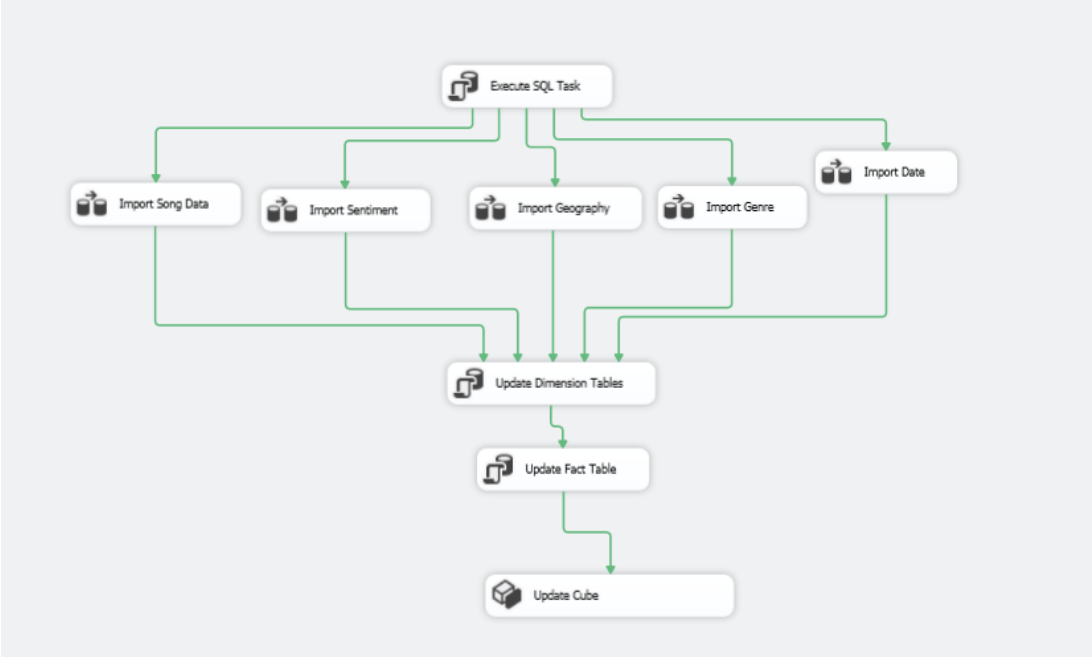 Execute SQL Task
Import Date
Import Song Data
Import Sentiment
Import Geography
Import Genre
Update Dimension Tables
Update Fact Table
Update Cube